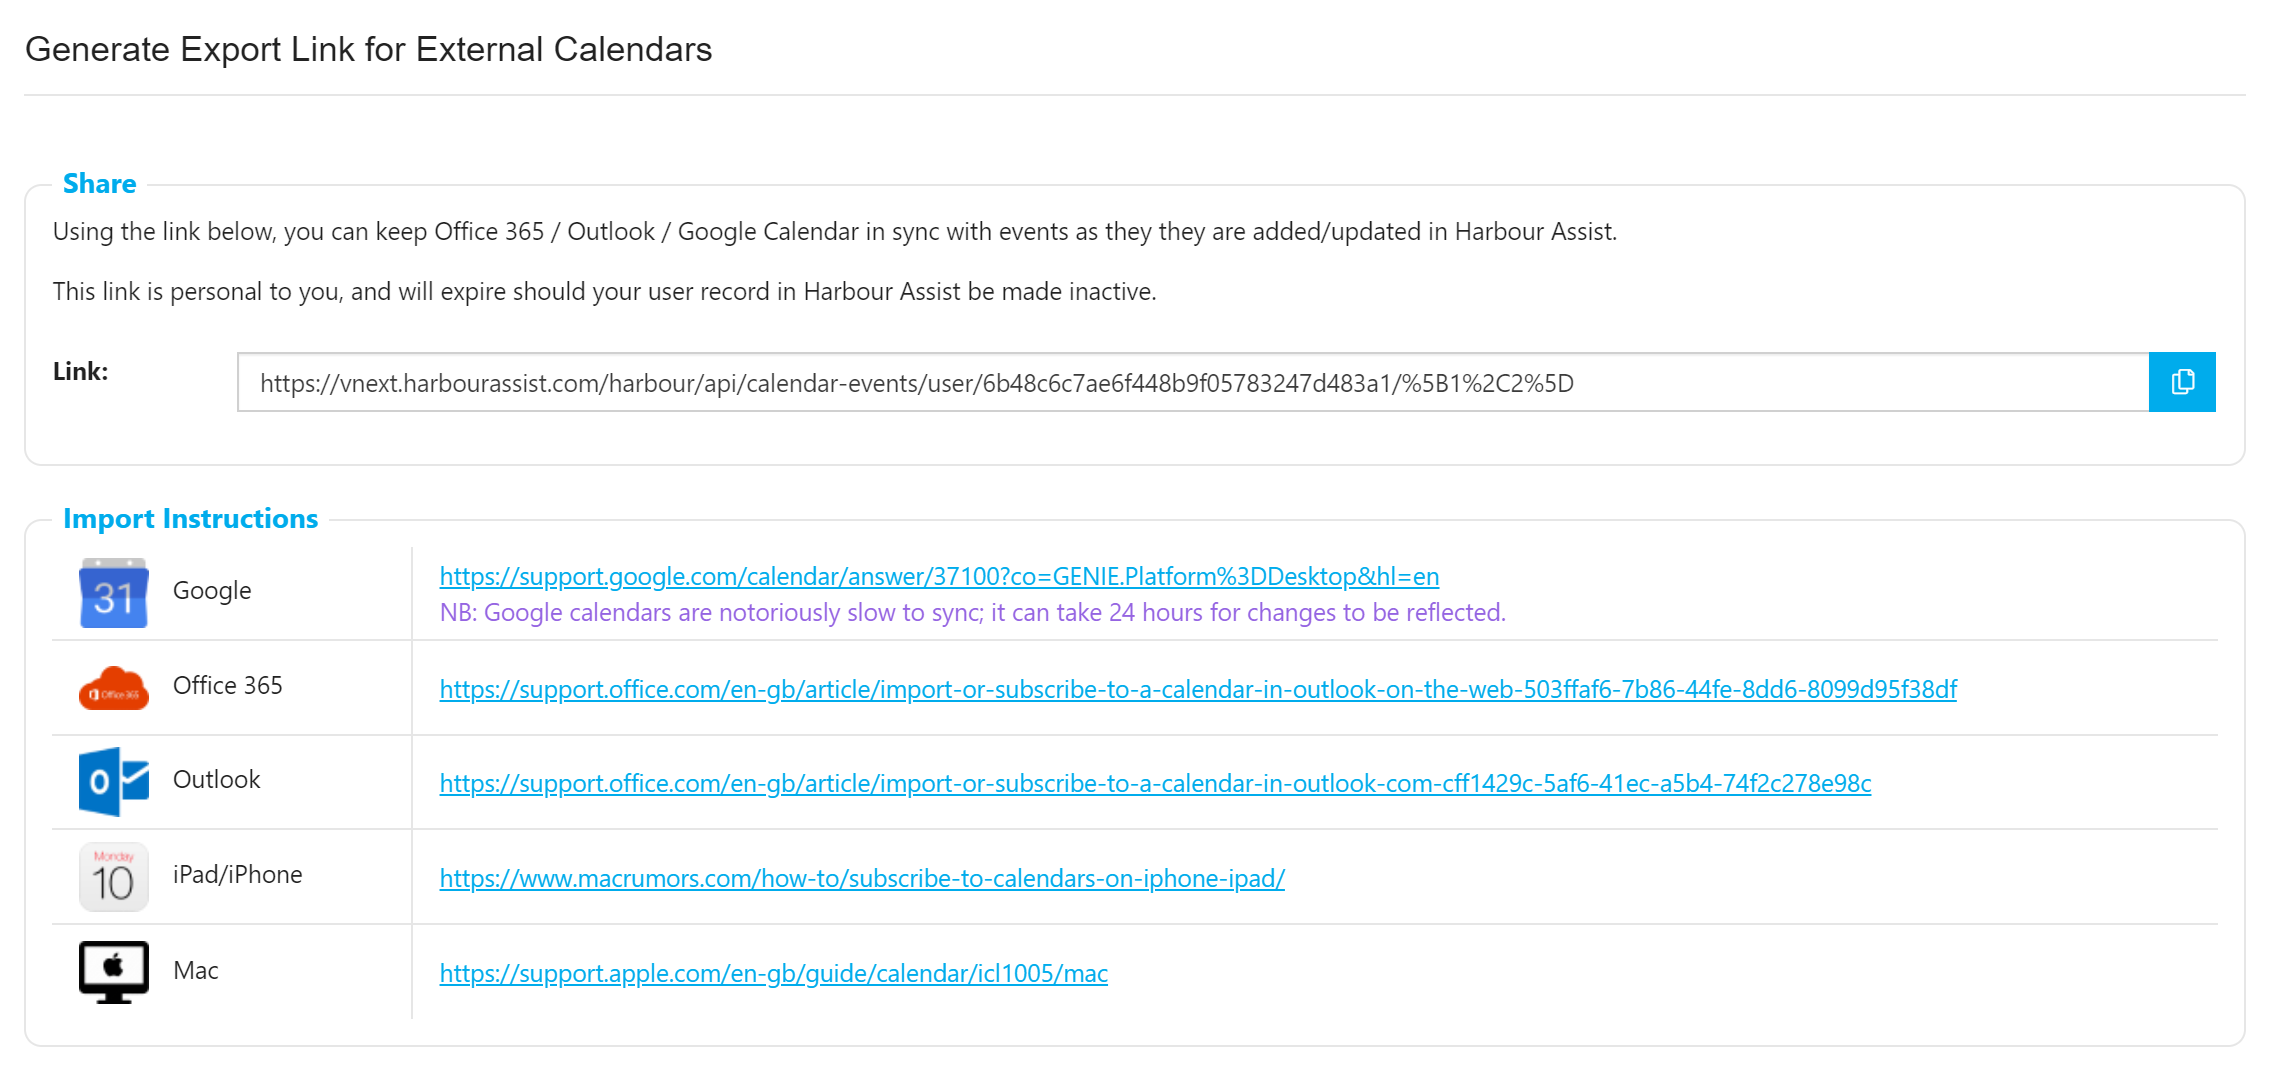 Generate Export Link for External Calendars
Share
Using the link below, you can keep Office 365 / Outlook / Google Calendar in sync with events as they they are added/updated in Harbour Assist.
This link is personal to you, and will expire should your user record in Harbour Assist be made inactive.
Link:
https://vnext.harbourassist.com/harbour/api/calendar-events/user/6b48c6c7ae6f448b9f05783247d483a1/%5B1%2C2%5D
Import Instructions
31
Google
https://support.google.com/calendar/answer/37100?co=GENIE.Platform%3DDesktop&hl=en
NB: Google calendars are notoriously slow to sync; it can take 24 hours for changes to be reflected.
Office 365
Office 365
https://support.office.com/en-gb/article/import-or-subscribe-to-a-calendar-in-outlook-on-the-web-503ffaf6-7b86-44fe-8dd6-8099d95f38df
O
Outlook
https://support.office.com/en-gb/article/import-or-subscribe-to-a-calendar-in-outlook-com-cff1429c-5af6-41ec-a5b4-74f2c278e98c
Monday
10
iPad/iPhone
https://www.macrumors.com/how-to/subscribe-to-calendars-on-iphone-ipad/
Mac
https://support.apple.com/en-gb/guide/calendar/icl1005/mac